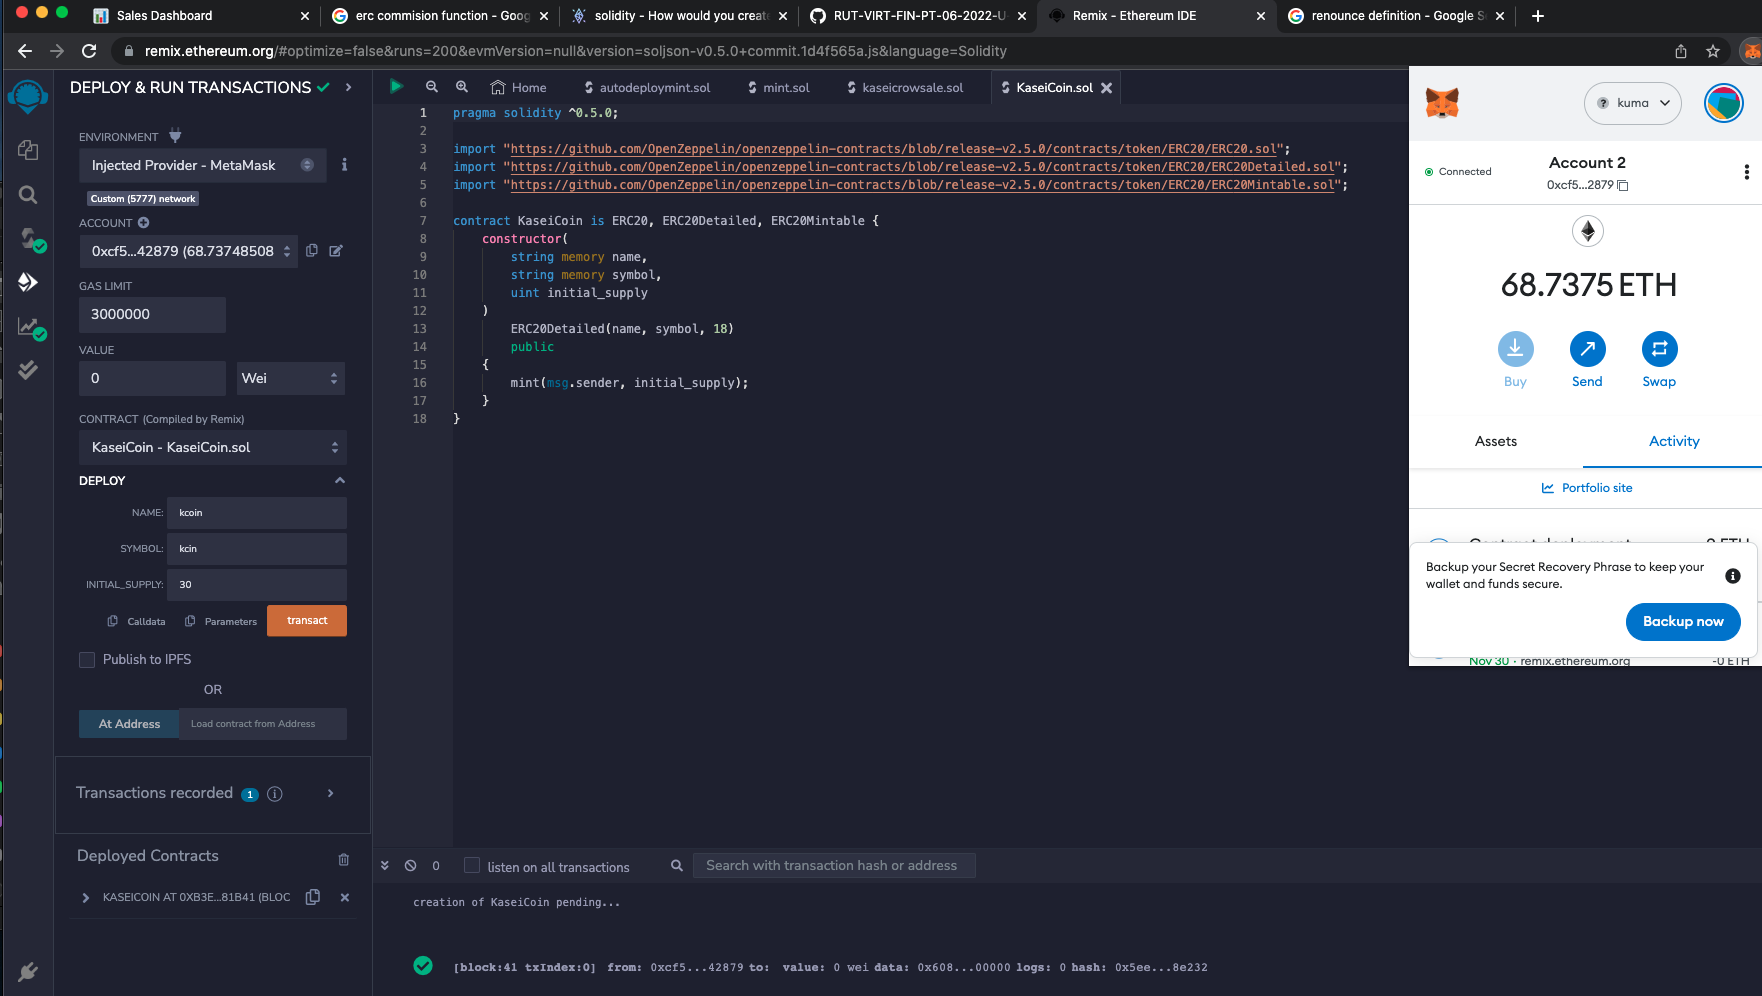 Sales Dashboard
erc commision function - Goog
solidity - How would you create
RUT-VIRT-FIN-PT-06-2022-U-
Remix - Ethereum IDE
renounce definition - Google S
remix.ethereum.org/#optimize=false&runs=200&evmVersion=null&version=soljson-v0.5.0+commit.1d4f565a.js&language=Solidity
DEPLOY & RUN TRANSACTIONS
ENVIRONMENT
Injected Provider - MetaMask
Custom (5777) network
ACCOUNT
0xcf5...42879 (68.73748508
GAS LIMIT
3000000
VALUE
0
Wei
CONTRACT (Compiled by Remix)
KaseiCoin - KaseiCoin.sol
DEPLOY
NAME: kcoin
SYMBOL: kcin
INITIAL_SUPPLY: 30
Calldata
Parameters
transact
Publish to IPFS
OR
At Address
Load contract from Address
Transactions recorded 1
Deployed Contracts
KASEICOIN AT 0XB3E...81B41 (BLOC
Home
autodeploymint.sol
mint.sol
kaseicrowsale.sol
KaseiCoin.sol
1 pragma solidity ^0.5.0;
2
3 import "https://github.com/OpenZeppelin/openzeppelin-contracts/blob/release-v2.5.0/contracts/token/ERC20/ERC20.sol";
4 import "https://github.com/OpenZeppelin/openzeppelin-contracts/blob/release-v2.5.0/contracts/token/ERC20/ERC20Detailed.sol";
5 import "https://github.com/OpenZeppelin/openzeppelin-contracts/blob/release-v2.5.0/contracts/token/ERC20/ERC20Mintable.sol";
6
7 contract KaseiCoin is ERC20, ERC20Detailed, ERC20Mintable {
8 constructor(
9 string memory name,
10 string memory symbol,
11 uint initial_supply
12 )
13 ERC20Detailed(name, symbol, 18)
14 public
15 {
16 mint(msg.sender, initial_supply);
17 }
18 }
0
listen on all transactions
Search with transaction hash or address
creation of KaseiCoin pending...
[block:41 txIndex:0] from: 0xcf5...42879 to: value: 0 wei data: 0x608...00000 logs: 0 hash: 0x5ee...8e232
kuma
Connected
Account 2
0xcf5...2879
68.7375 ETH
Buy
Send
Swap
Assets
Activity
Portfolio site
Contract deployment
-0 ETH
Backup your Secret Recovery Phrase to keep your
wallet and funds secure.
Backup now
Nov 30 · remix.ethereum.org
-0 ETH